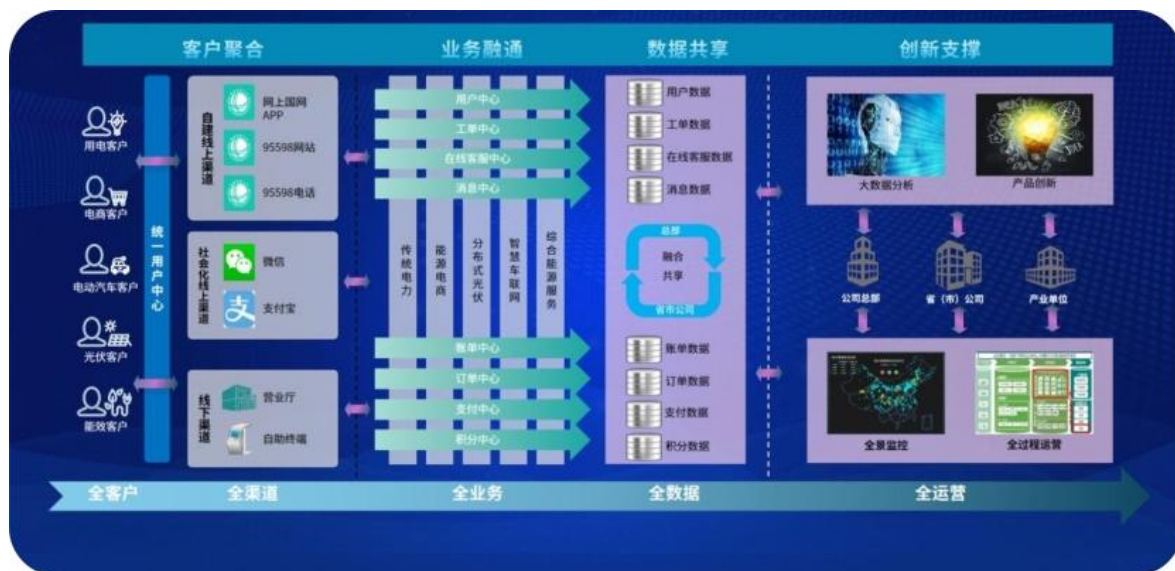 客户聚合
业务融通
数据共享
创新支撑
用电客户
电商客户
电动汽车客户
光伏客户
能效客户
统一用户中心
自建线上渠道
网上国网
APP
95598网站
95598电话
社会化线上渠道
微信
支付宝
线下渠道
营业厅
自助终端
用户中心
工单中心
在线客服中心
消息中心
传统电力
能源电商
分布式光伏
智慧车联网
综合能源服务
账单中心
订单中心
支付中心
积分中心
用户数据
工单数据
在线客服数据
消息数据
总部
融合
共享
省市公司
账单数据
订单数据
支付数据
积分数据
大数据分析
产品创新
公司总部
省（市）公司
产业单位
全景监控
全过程运营
全客户
全渠道
全业务
全数据
全运营